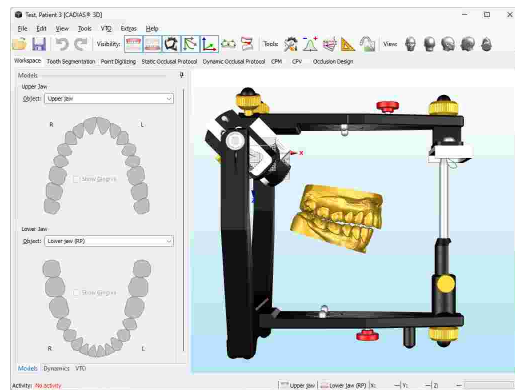 Test, Patient 3 [CADIAS® 3D]
File Edit View Tools VTO Extras Help
Visibility: Tools: View:
Workspace Tooth Segmentation Point Digitizing Static Occlusal Protocol Dynamic Occlusal Protocol CPM CPV Occlusion Design
Models
Upper Jaw
Object: Upper jaw
R L
Show Gingiva
x
Lower Jaw
Object: Lower jaw (RP)
Show Gingiva
R L
Models Dynamics VTO
Activity: No activity Upper jaw Lower jaw (RP) X: —| Y: —| Z: —